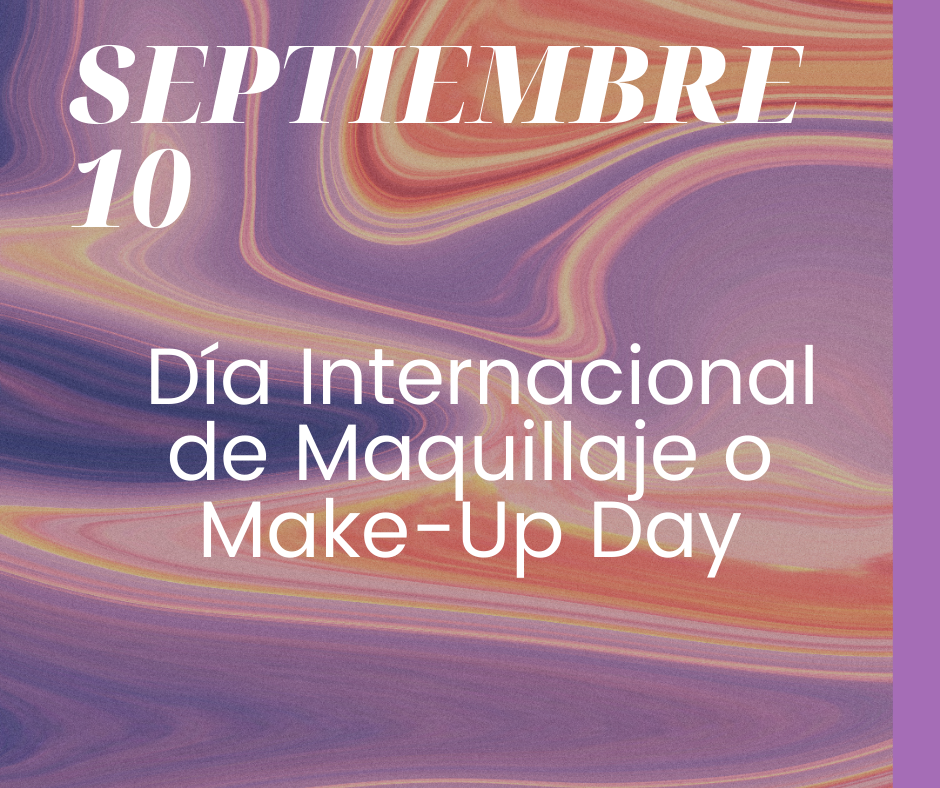 SEPTIEMBRE
10
Día Internacional
de Maquillaje o
Make-Up Day